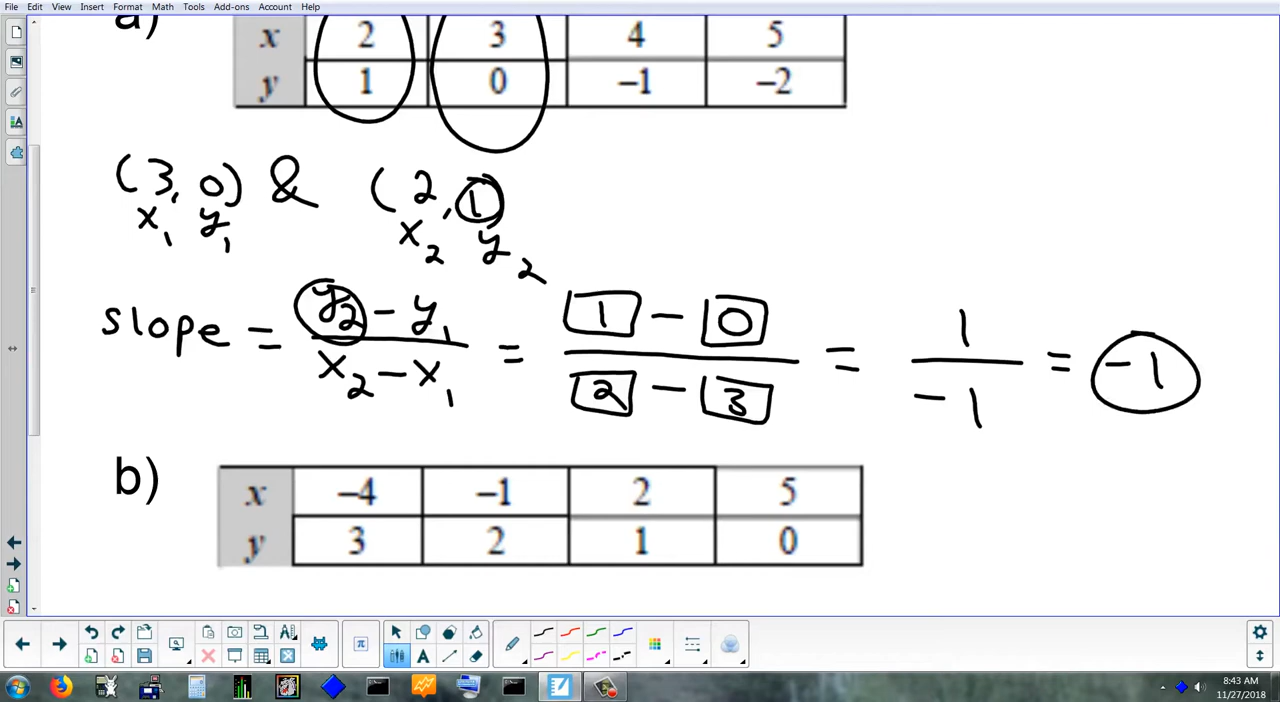 File Edit View Insert Format Math Tools Add-ons Account Help
a)
x 2 3 4 5
y 1 0 –1 –2
(3, 0) & (2, 1
x1 y1 x2 y2
slope = y2 – y1 / x2 – x1 = 1 – 0 / 2 – 3 = 1 / –1 = –1
b)
x –4 –1 2 5
y 3 2 1 0
π
A
8:43 AM
11/27/2018